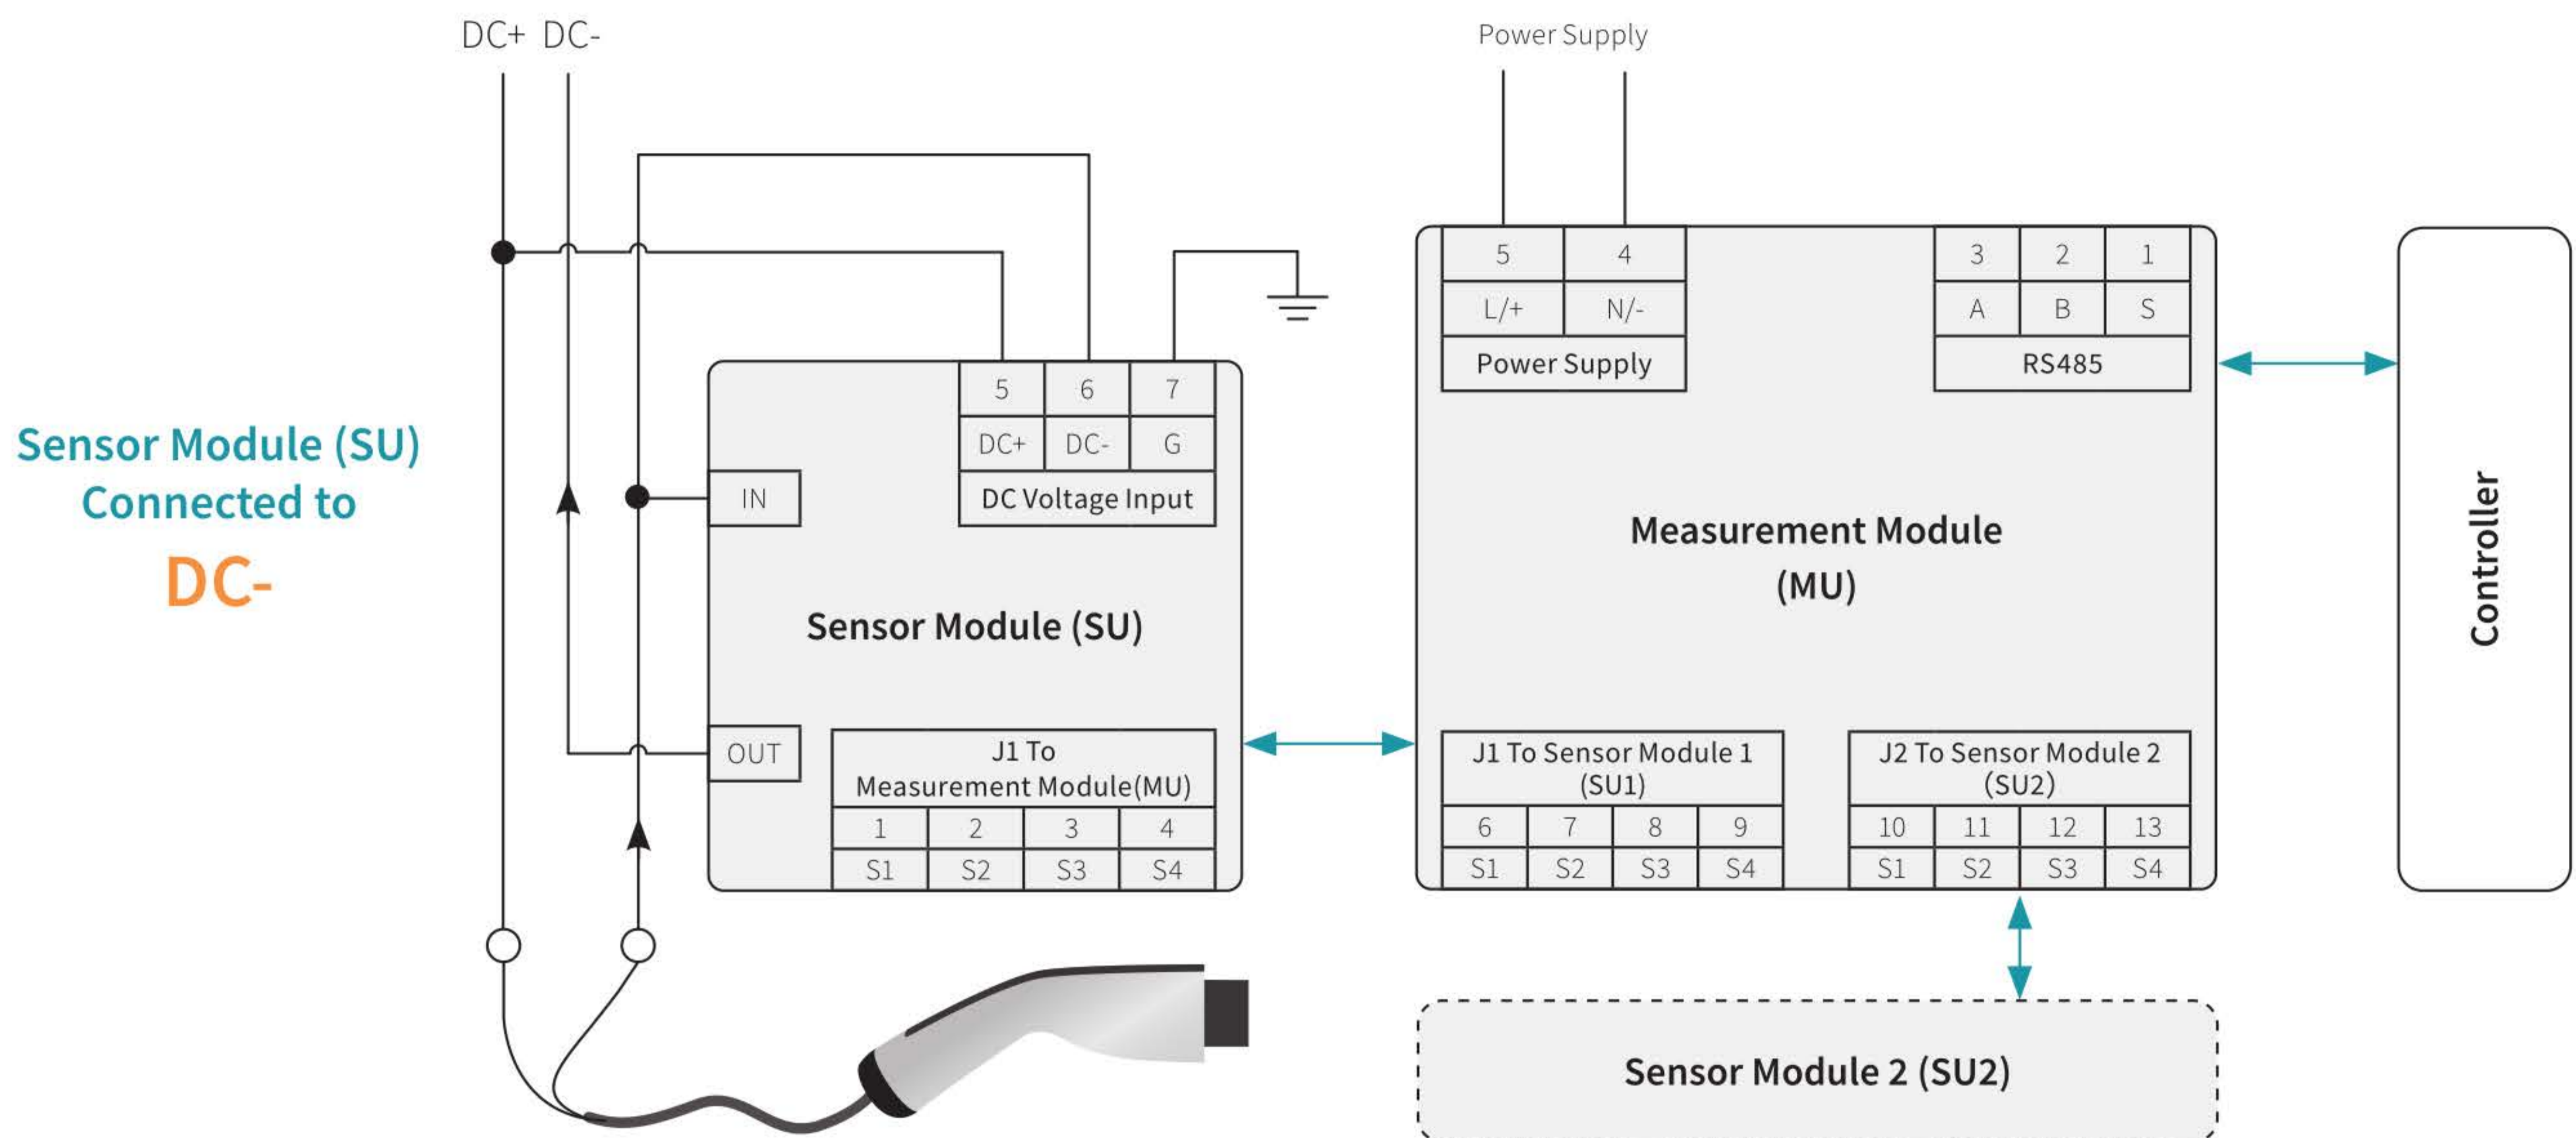 DC+ DC-
Power Supply
Sensor Module (SU)
Connected to
DC-
5 6 7
DC+ DC- G
DC Voltage Input
IN
Sensor Module (SU)
OUT
J1 To
Measurement Module(MU)
1 2 3 4
S1 S2 S3 S4
5 4
L/+ N/-
Power Supply
3 2 1
A B S
RS485
Measurement Module
(MU)
J1 To Sensor Module 1
(SU1)
6 7 8 9
S1 S2 S3 S4
J2 To Sensor Module 2
(SU2)
10 11 12 13
S1 S2 S3 S4
Controller
Sensor Module 2 (SU2)